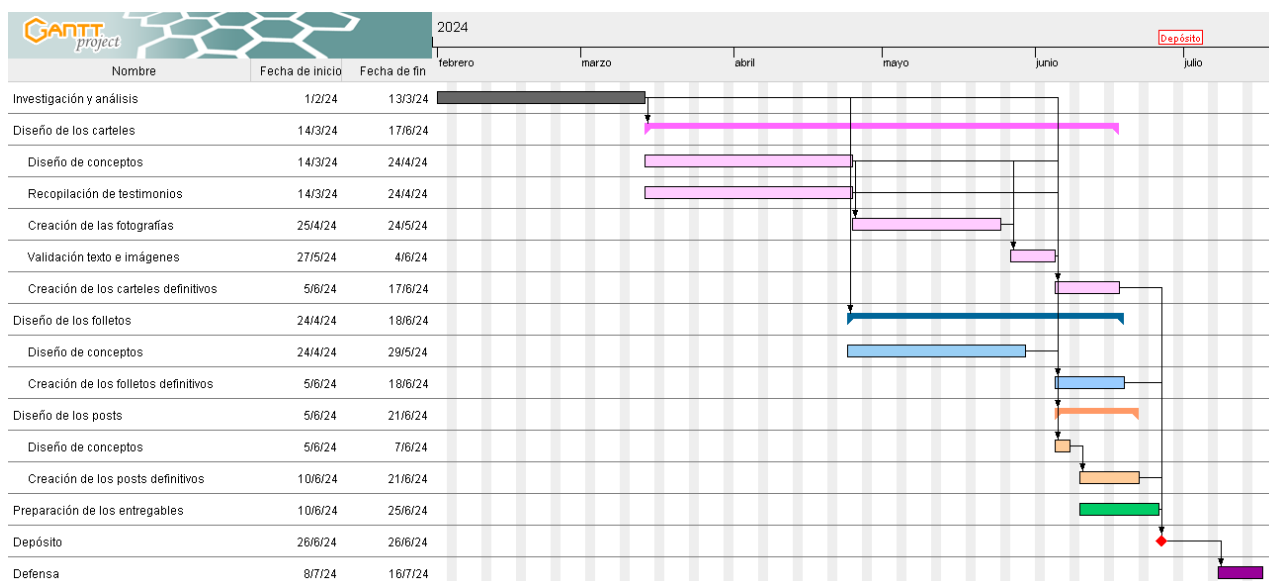 GANTT
project
2024
Depósito
febrero marzo abril mayo junio julio
Nombre Fecha de inicio Fecha de fin
Investigación y análisis 1/2/24 13/3/24
Diseño de los carteles 14/3/24 17/6/24
Diseño de conceptos 14/3/24 24/4/24
Recopilación de testimonios 14/3/24 24/4/24
Creación de las fotografías 25/4/24 24/5/24
Validación texto e imágenes 27/5/24 4/6/24
Creación de los carteles definitivos 5/6/24 17/6/24
Diseño de los folletos 24/4/24 18/6/24
Diseño de conceptos 24/4/24 29/5/24
Creación de los folletos definitivos 5/6/24 18/6/24
Diseño de los posts 5/6/24 21/6/24
Diseño de conceptos 5/6/24 7/6/24
Creación de los posts definitivos 10/6/24 21/6/24
Preparación de los entregables 10/6/24 25/6/24
Depósito 26/6/24 26/6/24
Defensa 8/7/24 16/7/24